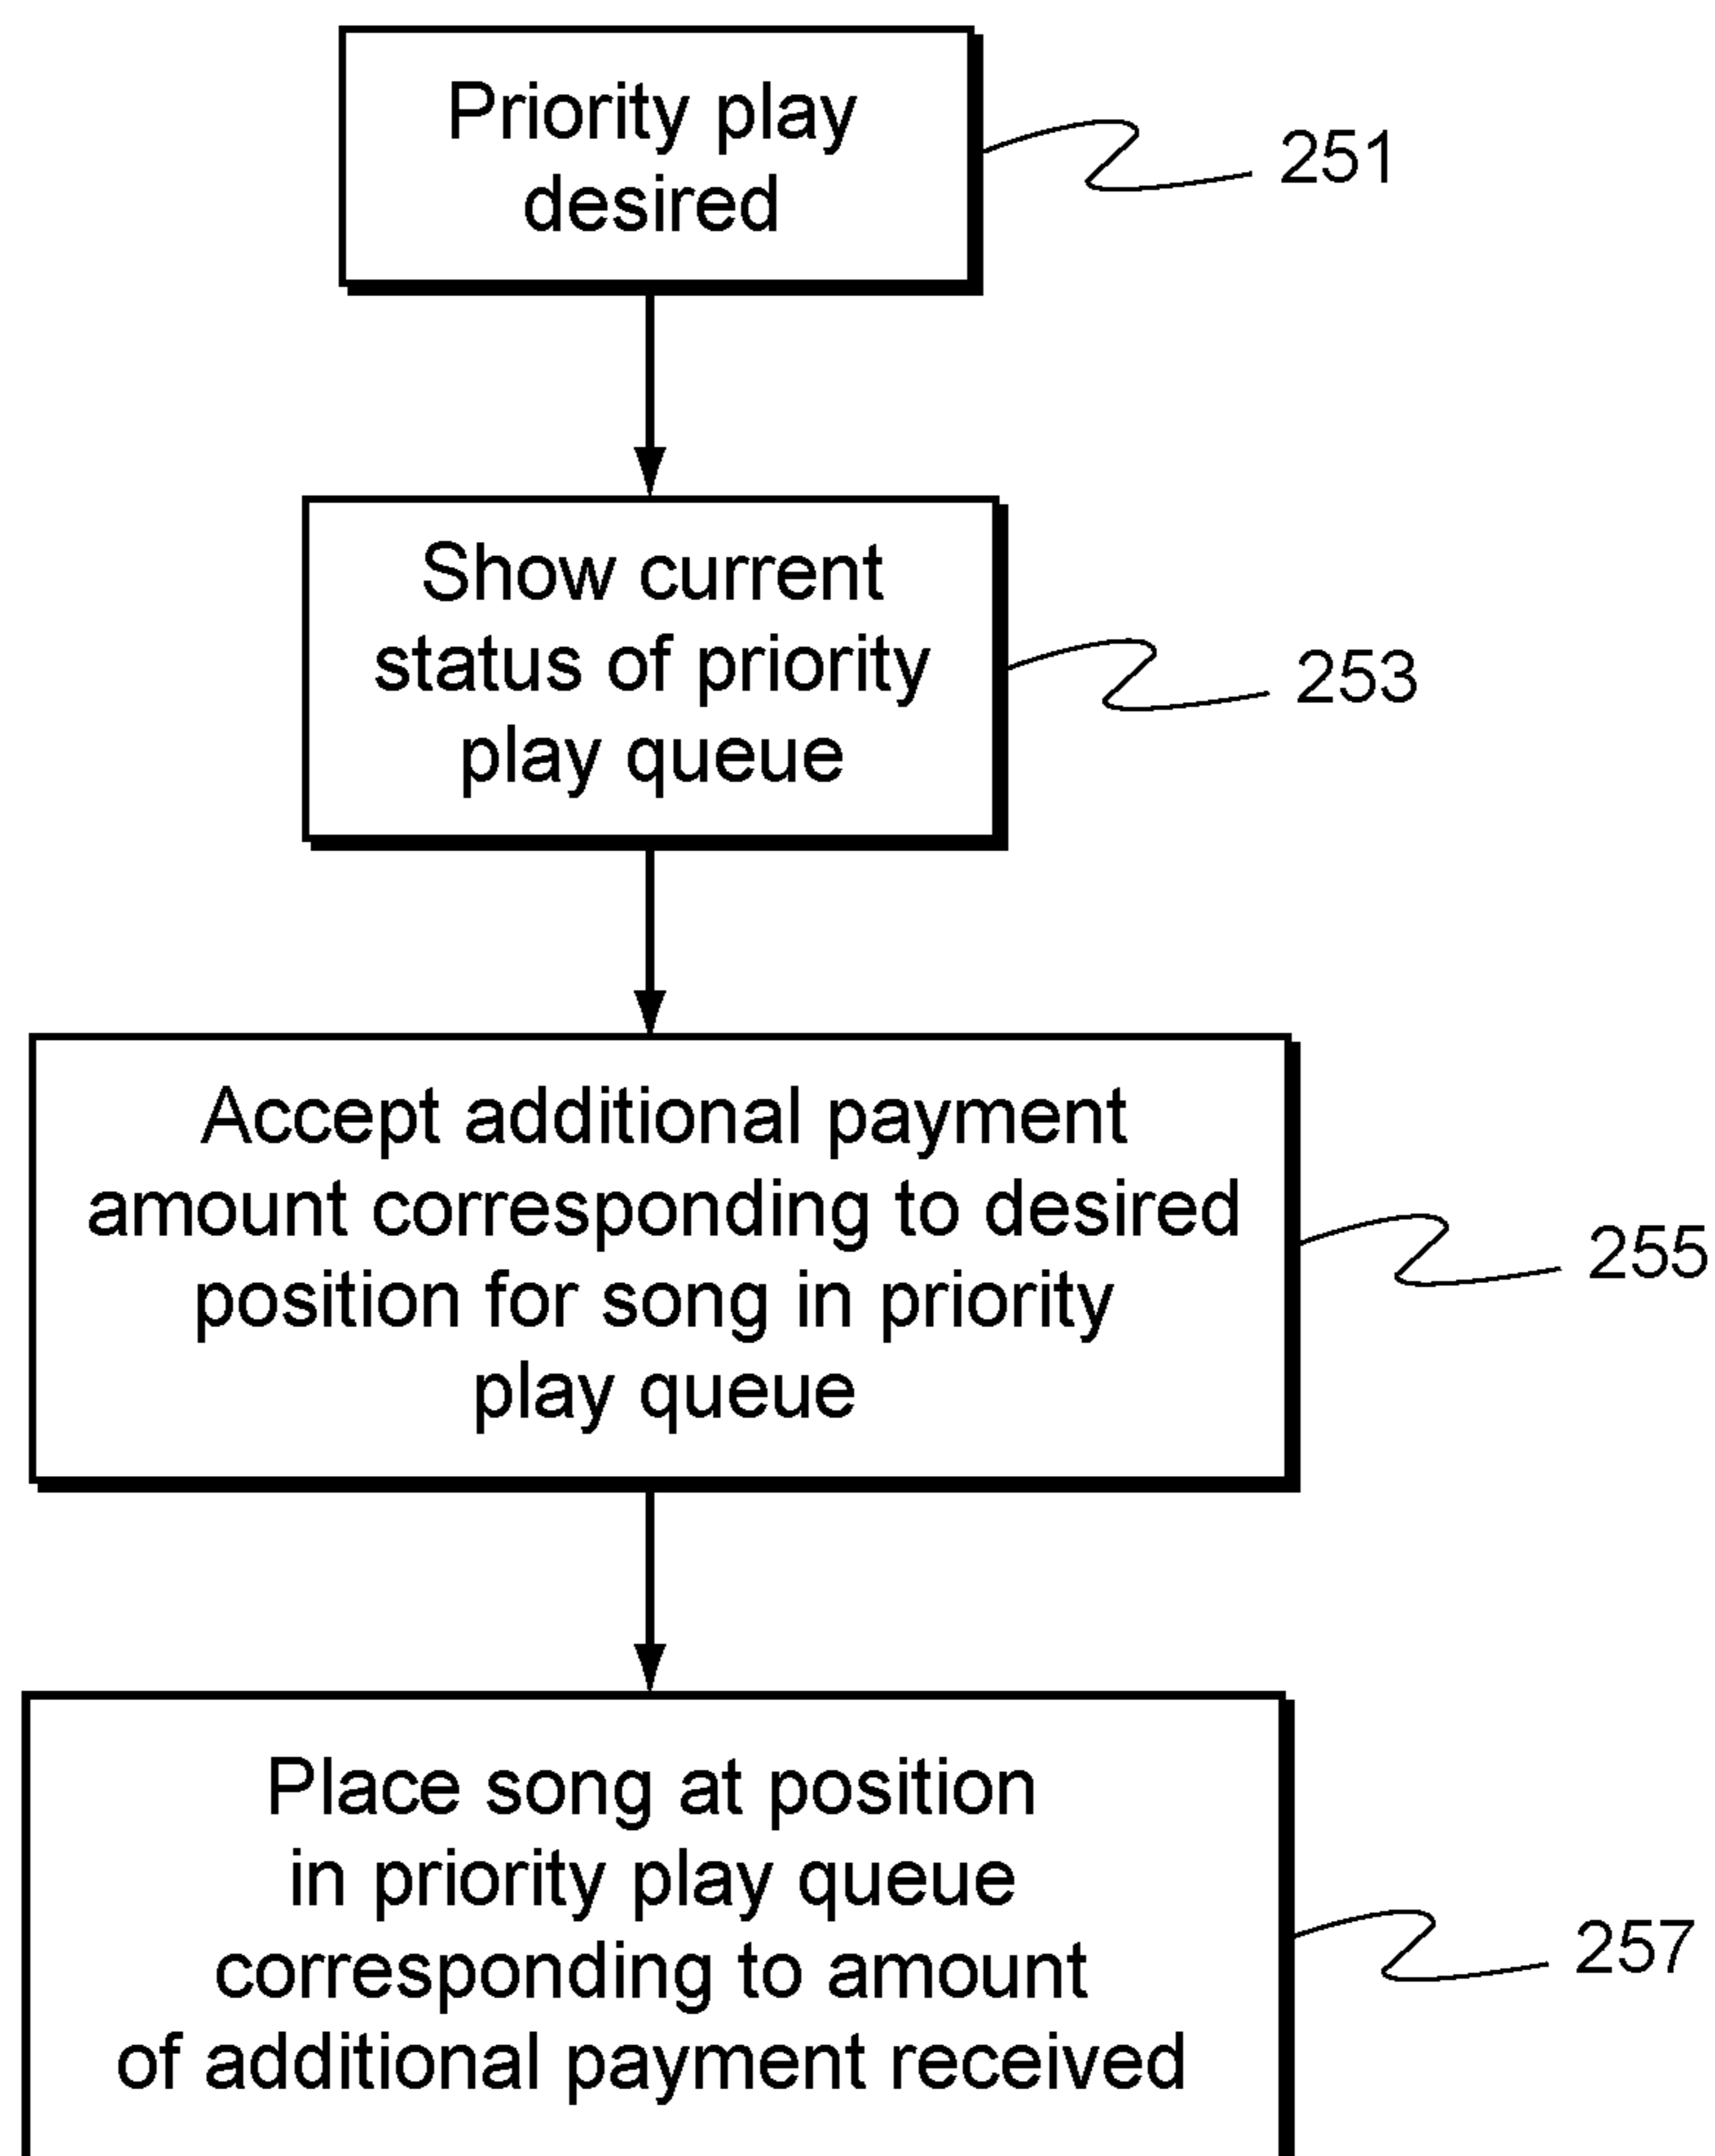 Priority play
desired
251
Show current
status of priority
play queue
253
Accept additional payment
amount corresponding to desired
position for song in priority
play queue
255
Place song at position
in priority play queue
corresponding to amount
of additional payment received
257